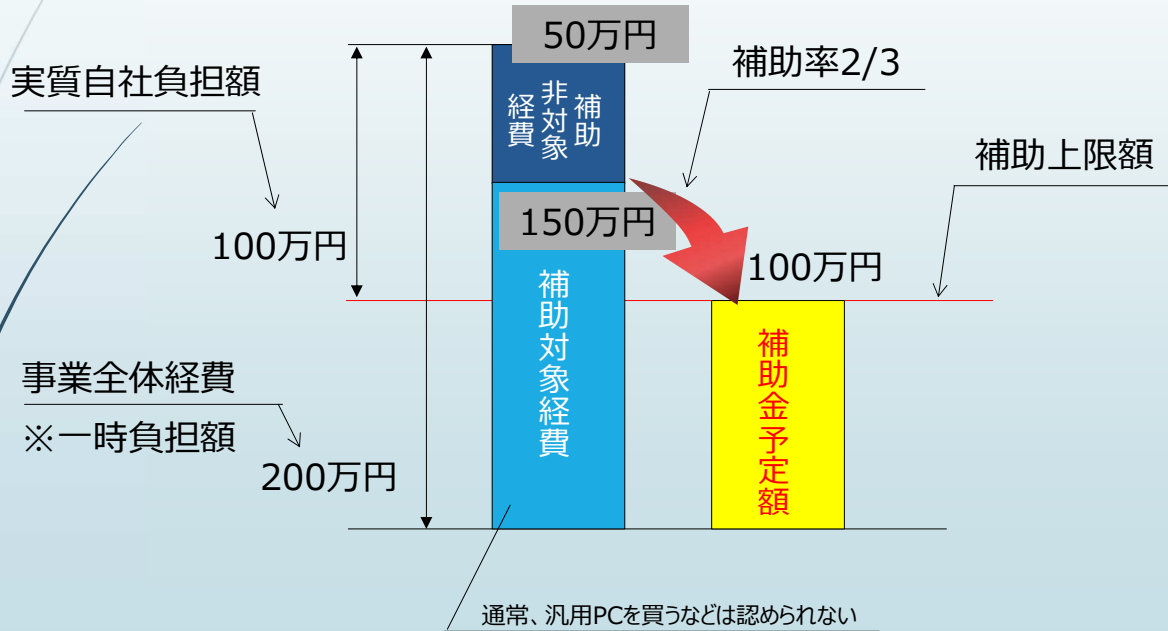 50万円
実質自社負担額
補助率2/3
補助
非対象
経費
補助上限額
150万円
100万円
100万円
補助対象経費
補助金予定額
事業全体経費
※一時負担額
200万円
通常、汎用PCを買うなどは認められない